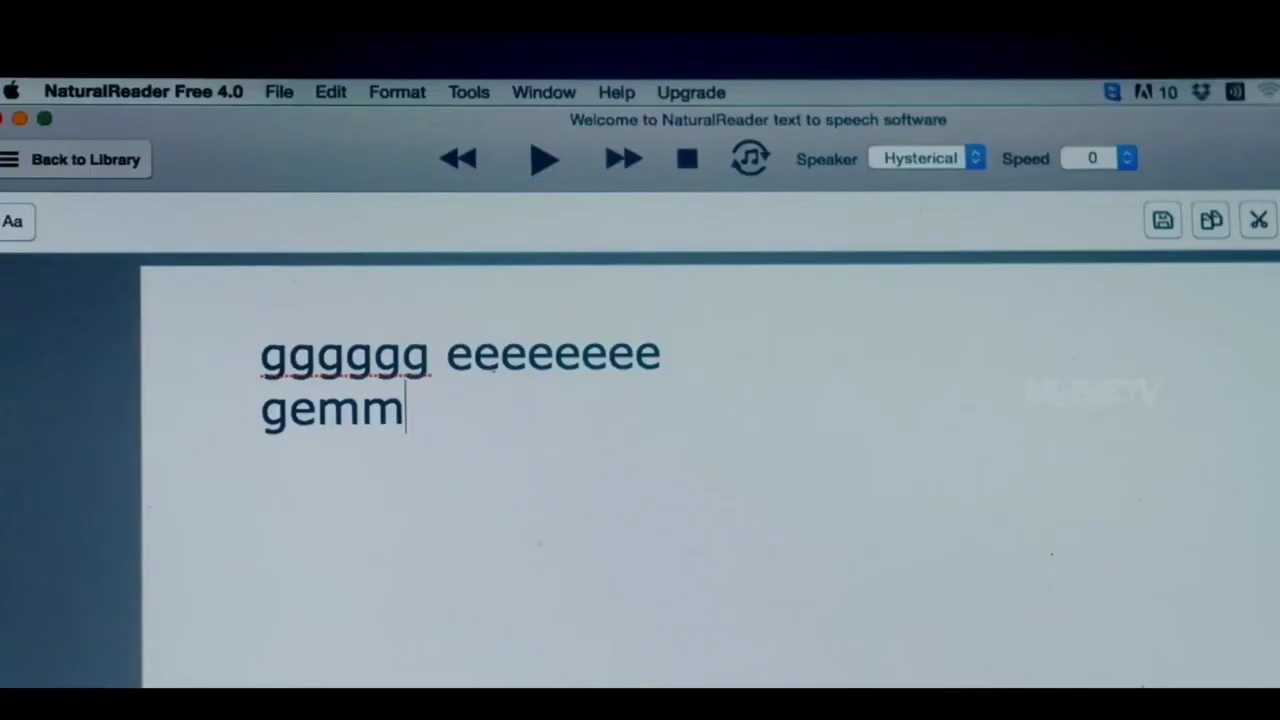 NaturalReader Free 4.0 File Edit Format Tools Window Help Upgrade 10
Welcome to NaturalReader text to speech software
Back to Library Speaker Hysterical Speed 0
Aa
gggggg eeeeeeee
gemm